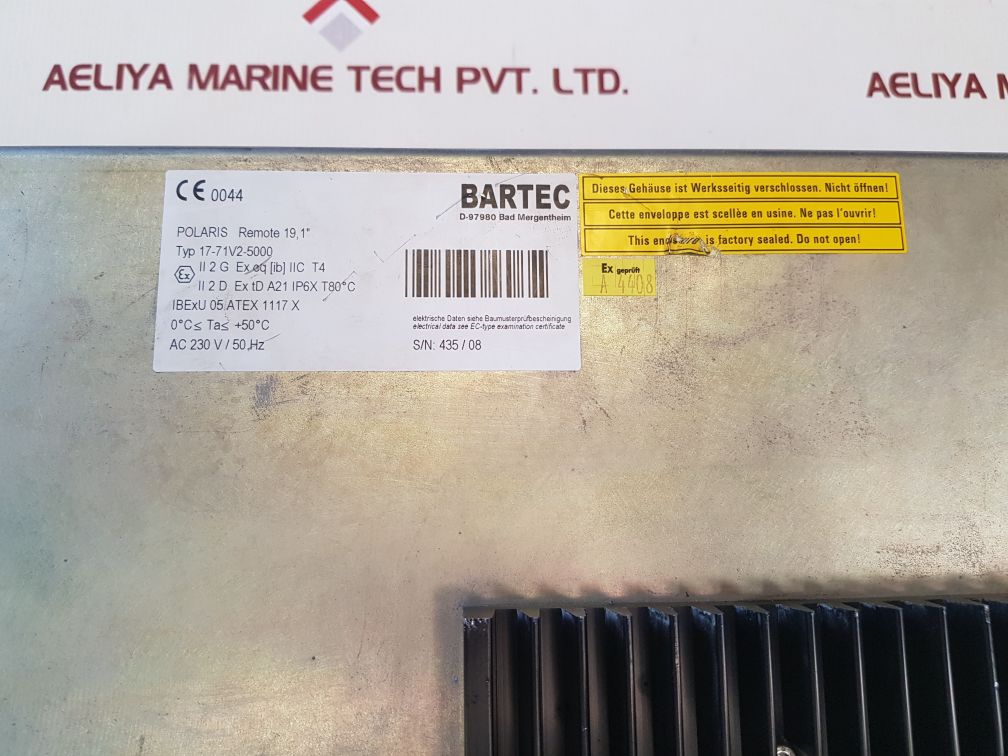 AELIYA MARINE TECH PVT. LTD.
AELIYA
CE 0044
BARTEC
D-97980 Bad Mergentheim
POLARIS Remote 19,1"
Typ 17-71V2-5000
Ex II 2 G Ex eq [ib] IIC T4
II 2 D Ex tD A21 IP6X T80°C
IBExU 05 ATEX 1117 X
0°C≤ Ta≤ +50°C
AC 230 V / 50 Hz
elektrische Daten siehe Baumusterprüfbescheinigung
electrical data see EC-type examination certificate
S/N: 435 / 08
Dieses Gehäuse ist Werksseitig verschlossen. Nicht öffnen!
Cette enveloppe est scellèe en usine. Ne pas l'ouvrir!
This is factory sealed. Do not open!
Ex geprüft
A 4408